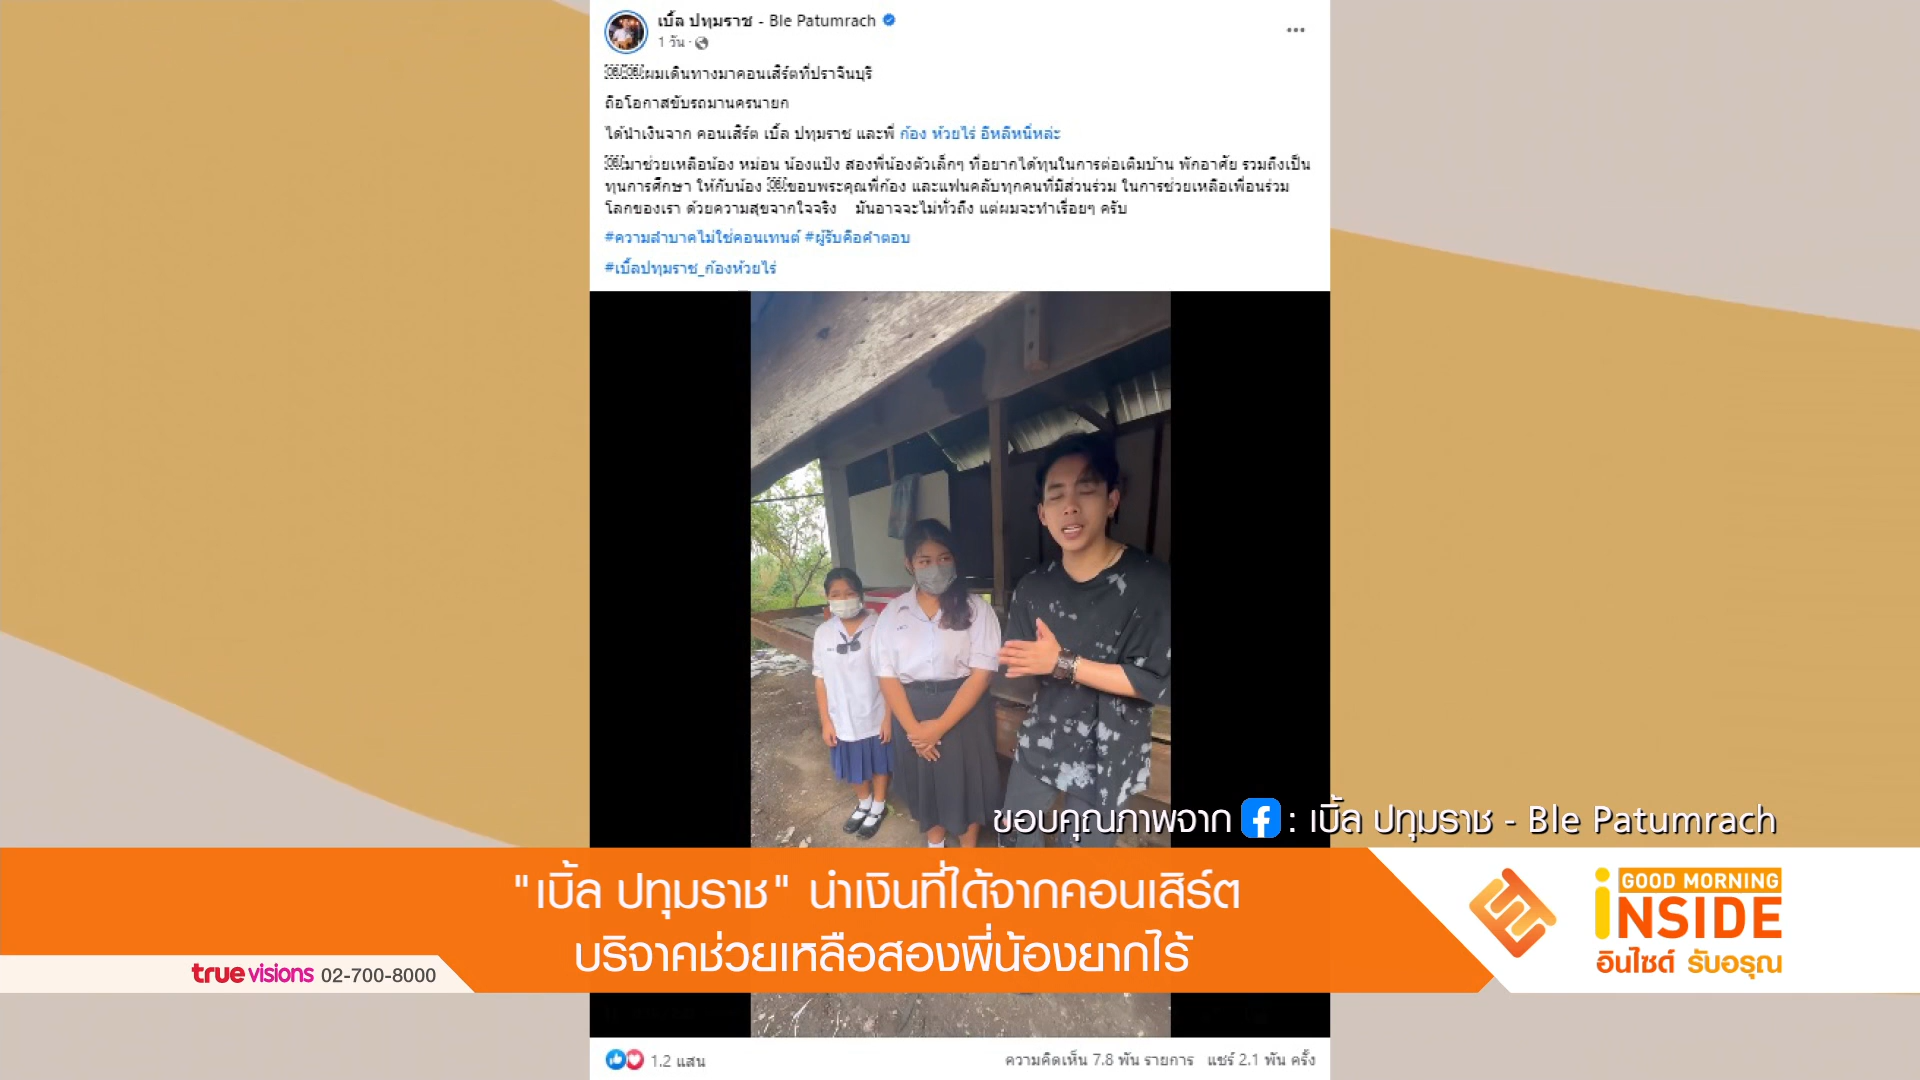 เบิ้ล ปทุมราช - Ble Patumrach
1 วัน ·
ผมเดินทางมาคอนเสิร์ตที่ปราจีนบุรี
ถือโอกาสขับรถมานครนายก
ได้นำเงินจาก คอนเสิร์ต เบิ้ล ปทุมราช และพี่ ก้อง ห้วยไร่ อีหลีหนี่หล่ะ
มาช่วยเหลือน้อง หม่อน น้องแป้ง สองพี่น้องตัวเล็กๆ ที่อยากได้ทุนในการต่อเติมบ้าน พักอาศัย รวมถึงเป็น
ทุนการศึกษา ให้กับน้อง ขอบพระคุณพี่ก้อง และแฟนคลับทุกคนที่มีส่วนร่วม ในการช่วยเหลือเพื่อนร่วม
โลกของเรา ด้วยความสุขจากใจจริง มันอาจจะไม่ทั่วถึง แต่ผมจะทำเรื่อยๆ ครับ
#ความลำบาคไม่ใช่คอนเทนต์ #ผู้รับคือคำตอบ
#เบิ้ลปทุมราช_ก้องห้วยไร่
ขอบคุณภาพจาก : เบิ้ล ปทุมราช - Ble Patumrach
"เบิ้ล ปทุมราช" นำเงินที่ได้จากคอนเสิร์ต
บริจาคช่วยเหลือสองพี่น้องยากไร้
truevisions 02-700-8000
GOOD MORNING
iNSIDE
อินไซด์ รับอรุณ
1.2 แสน
ความคิดเห็น 7.8 พัน รายการ แชร์ 2.1 พัน ครั้ง